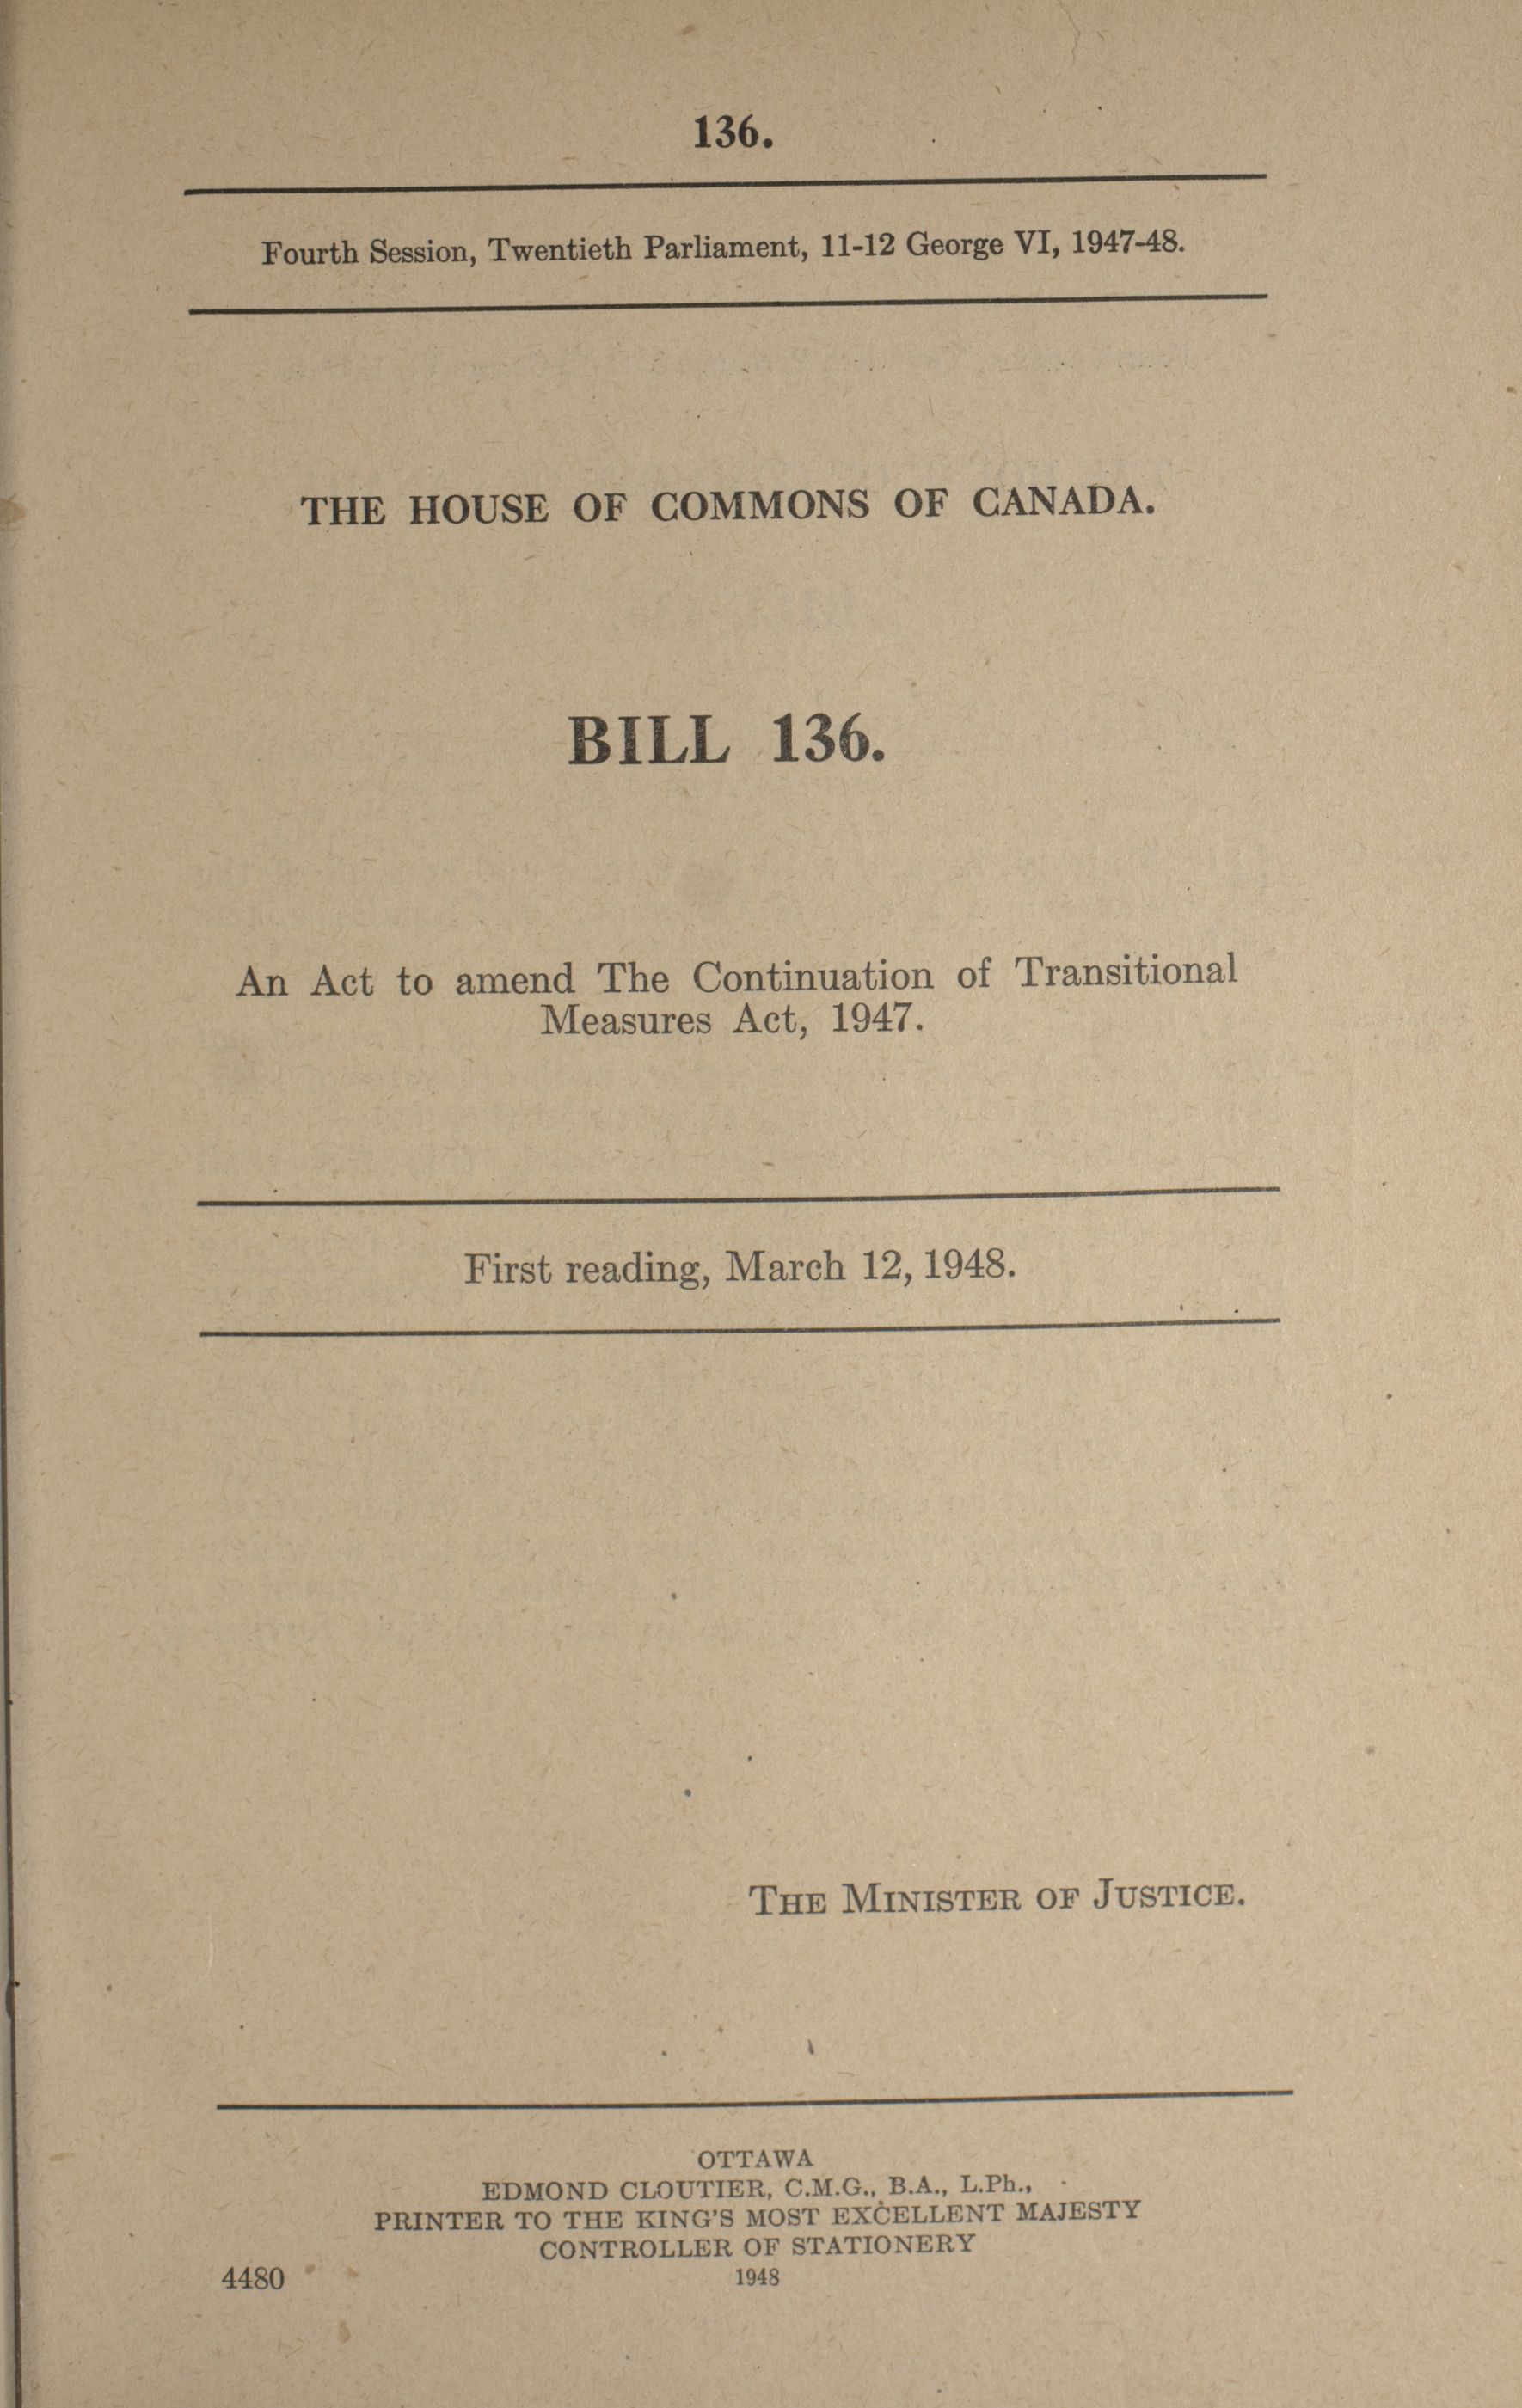 136.
Fourth Session, Twentieth Parliament, 11-12 George VI, 1947-48.
THE HOUSE OF COMMONS OF CANADA.
BILL 136.
An Act to amend The Continuation of Transitional
Measures Act, 1947.
First reading, March 12, 1948.
THE MINISTER OF JUSTICE.
OTTAWA
EDMOND CLOUTIER, C.M.G., B.A., L.Ph.,
PRINTER TO THE KING'S MOST EXCELLENT MAJESTY
CONTROLLER OF STATIONERY
4480 1948